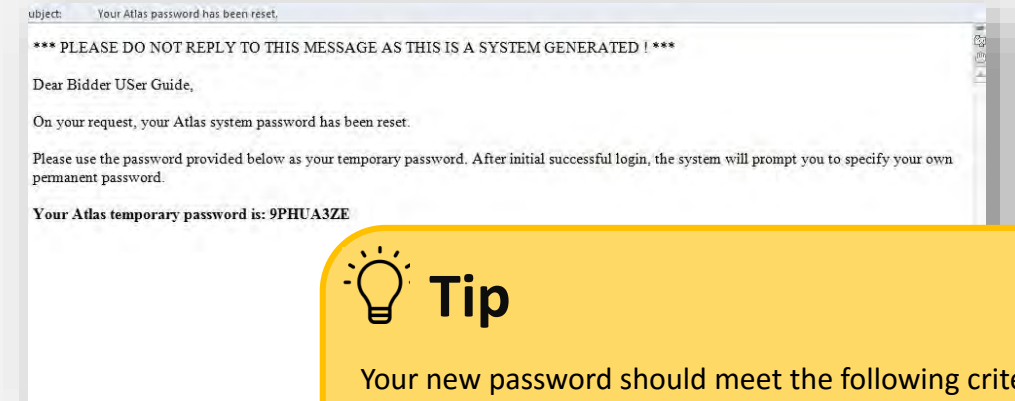 ubject: Your Atlas password has been reset.
*** PLEASE DO NOT REPLY TO THIS MESSAGE AS THIS IS A SYSTEM GENERATED ! ***
Dear Bidder USer Guide,
On your request, your Atlas system password has been reset.
Please use the password provided below as your temporary password. After initial successful login, the system will prompt you to specify your own
permanent password.
Your Atlas temporary password is: 9PHUA3ZE
Tip
Your new password should meet the following crite